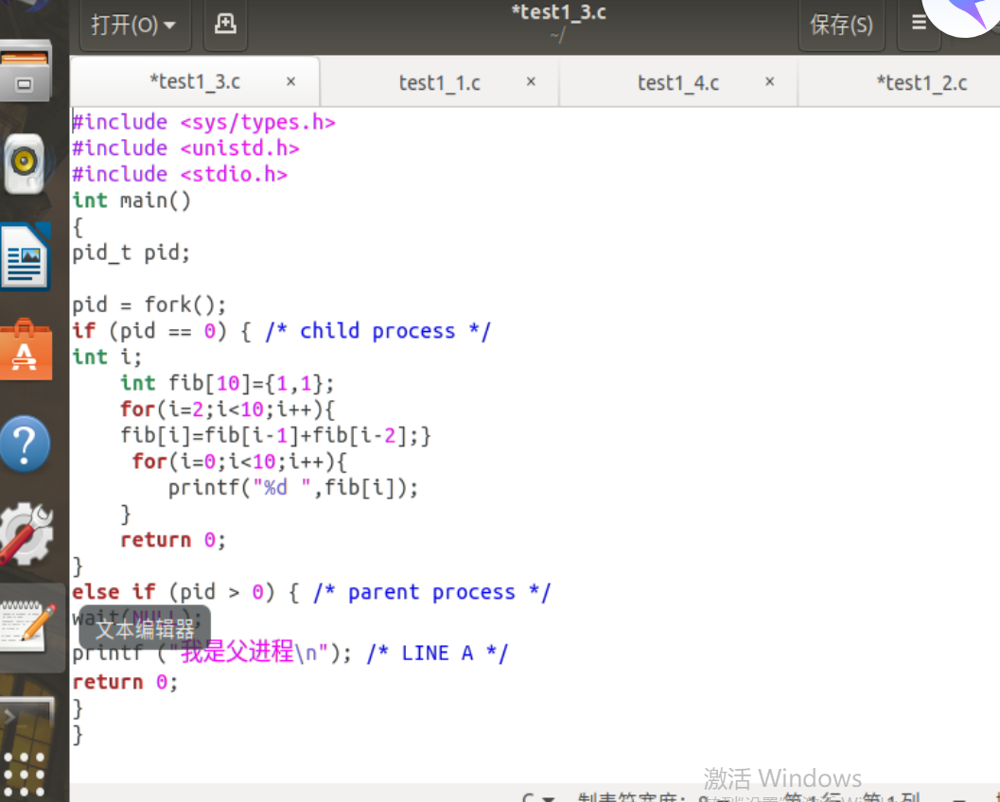 打开(O)
*test1_3.c
~/
保存(S)
*test1_3.c × test1_1.c × test1_4.c × *test1_2.c
#include <sys/types.h>
#include <unistd.h>
#include <stdio.h>
int main()
{
pid_t pid;
pid = fork();
if (pid == 0) { /* child process */
int i;
int fib[10]={1,1};
for(i=2;i<10;i++){
fib[i]=fib[i-1]+fib[i-2];}
for(i=0;i<10;i++){
printf("%d ",fib[i]);
}
return 0;
}
else if (pid > 0) { /* parent process */
wait(NULL);
文本编辑器
printf ("我是父进程\n"); /* LINE A */
return 0;
}
}
激活 Windows
C 制表符宽度: 第 1 行, 第 1 列